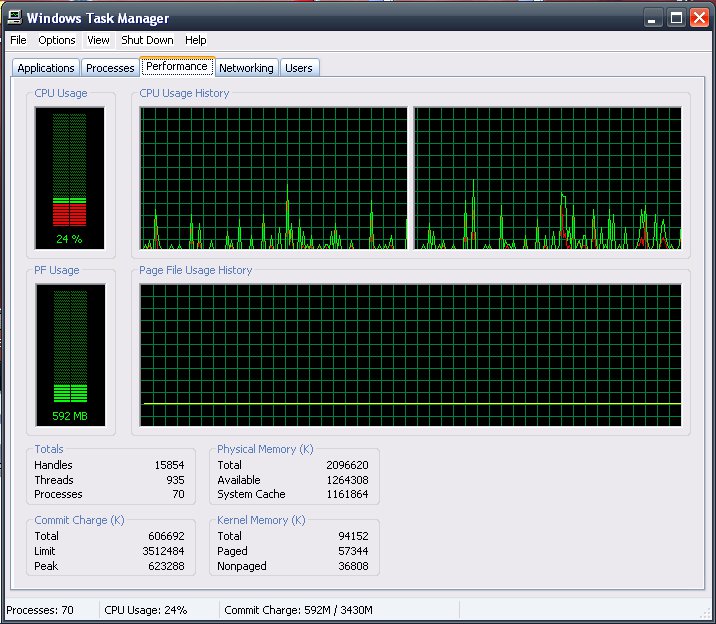 Windows Task Manager
File Options View Shut Down Help
Applications Processes Performance Networking Users
CPU Usage
24 %
CPU Usage History
PF Usage
592 MB
Page File Usage History
Totals
Handles 15854
Threads 935
Processes 70
Physical Memory (K)
Total 2096620
Available 1264308
System Cache 1161864
Commit Charge (K)
Total 606692
Limit 3512484
Peak 623288
Kernel Memory (K)
Total 94152
Paged 57344
Nonpaged 36808
Processes: 70 CPU Usage: 24% Commit Charge: 592M / 3430M